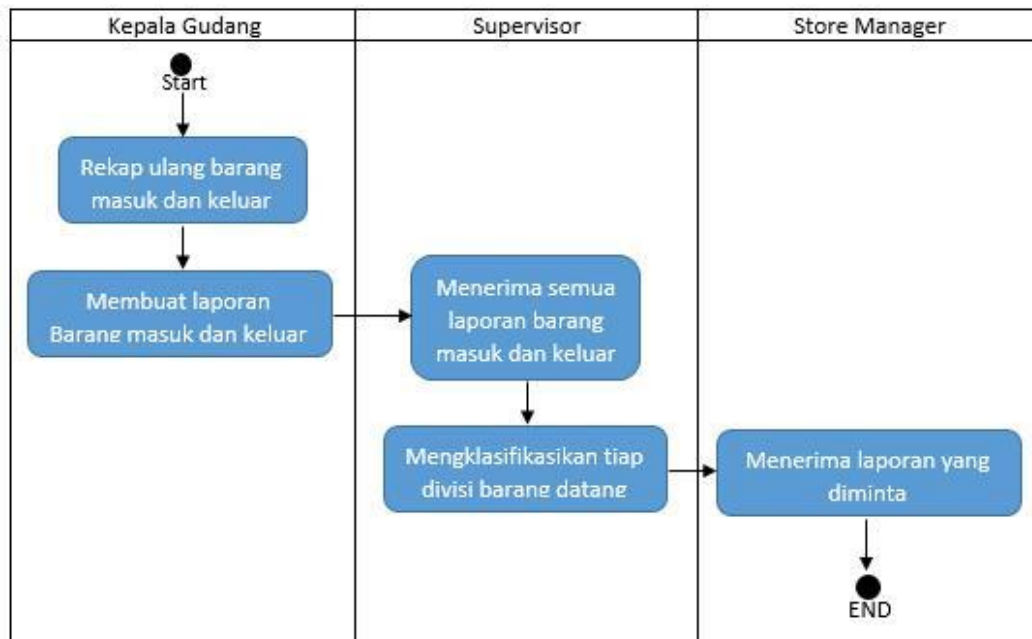 Kepala Gudang
Supervisor
Store Manager
Start
Rekap ulang barang
masuk dan keluar
Membuat laporan
Barang masuk dan keluar
Menerima semua
laporan barang
masuk dan keluar
Mengklasifikasikan tiap
divisi barang datang
Menerima laporan yang
diminta
END